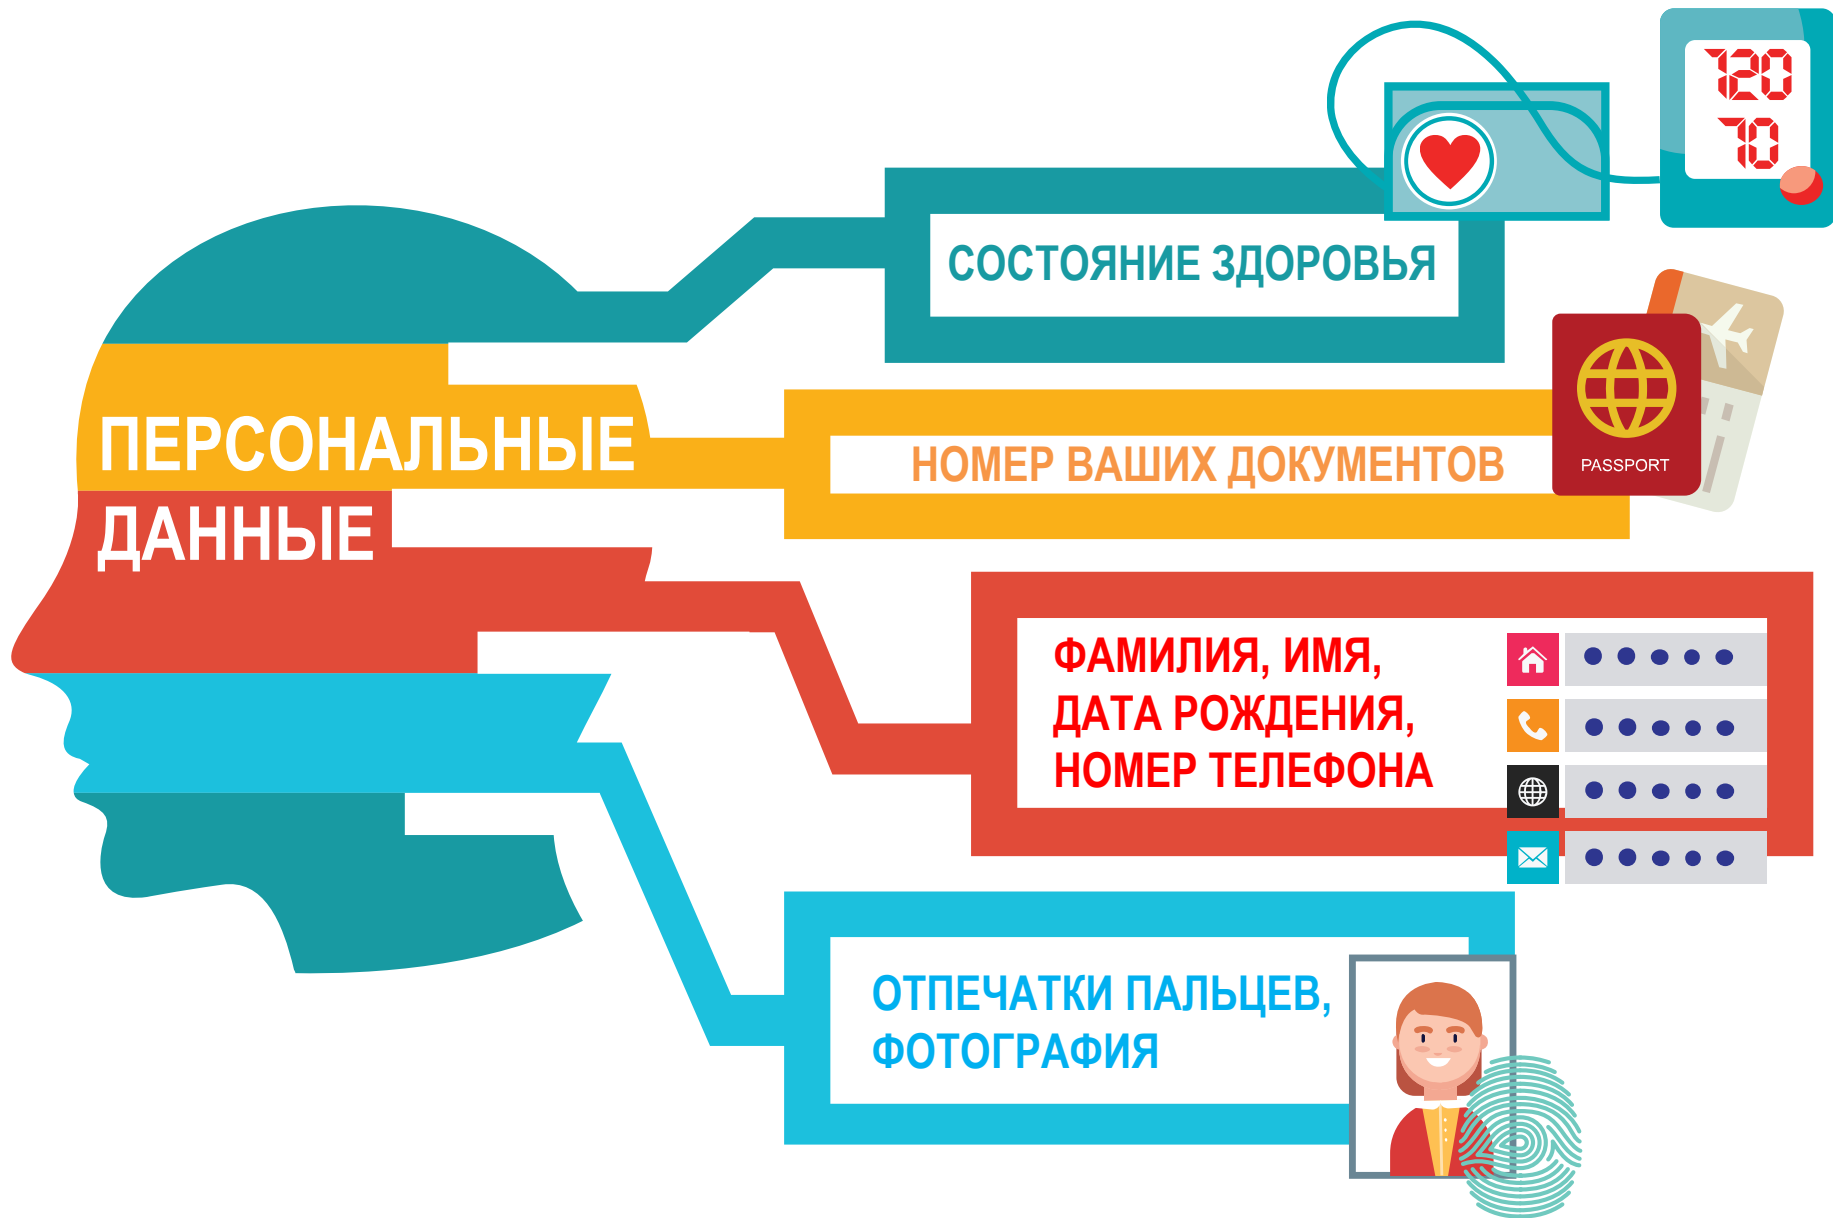 120
70
СОСТОЯНИЕ ЗДОРОВЬЯ
ПЕРСОНАЛЬНЫЕ
ДАННЫЕ
НОМЕР ВАШИХ ДОКУМЕНТОВ
PASSPORT
ФАМИЛИЯ, ИМЯ,
ДАТА РОЖДЕНИЯ,
НОМЕР ТЕЛЕФОНА
ОТПЕЧАТКИ ПАЛЬЦЕВ,
ФОТОГРАФИЯ